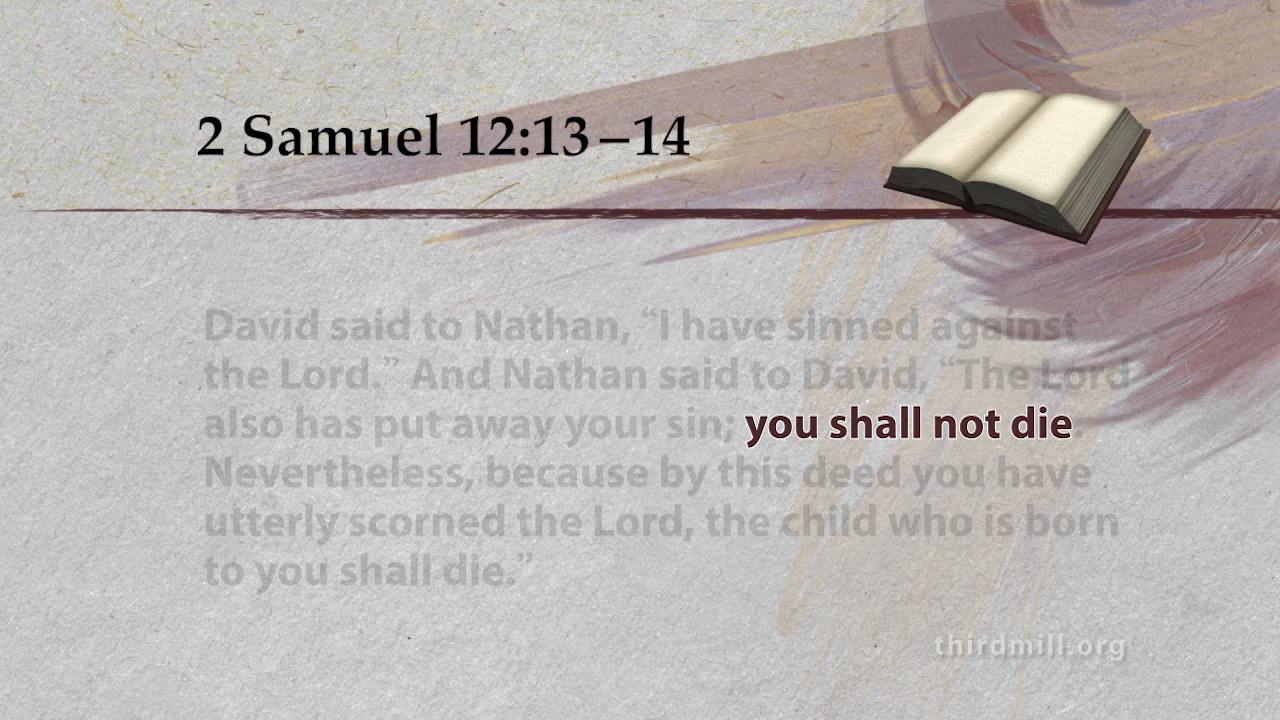 2 Samuel 12:13–14
David said to Nathan, “I have sinned against
the Lord.” And Nathan said to David, “The Lord
also has put away your sin; you shall not die.
Nevertheless, because by this deed you have
utterly scorned the Lord, the child who is born
to you shall die.”
thirdmill.org